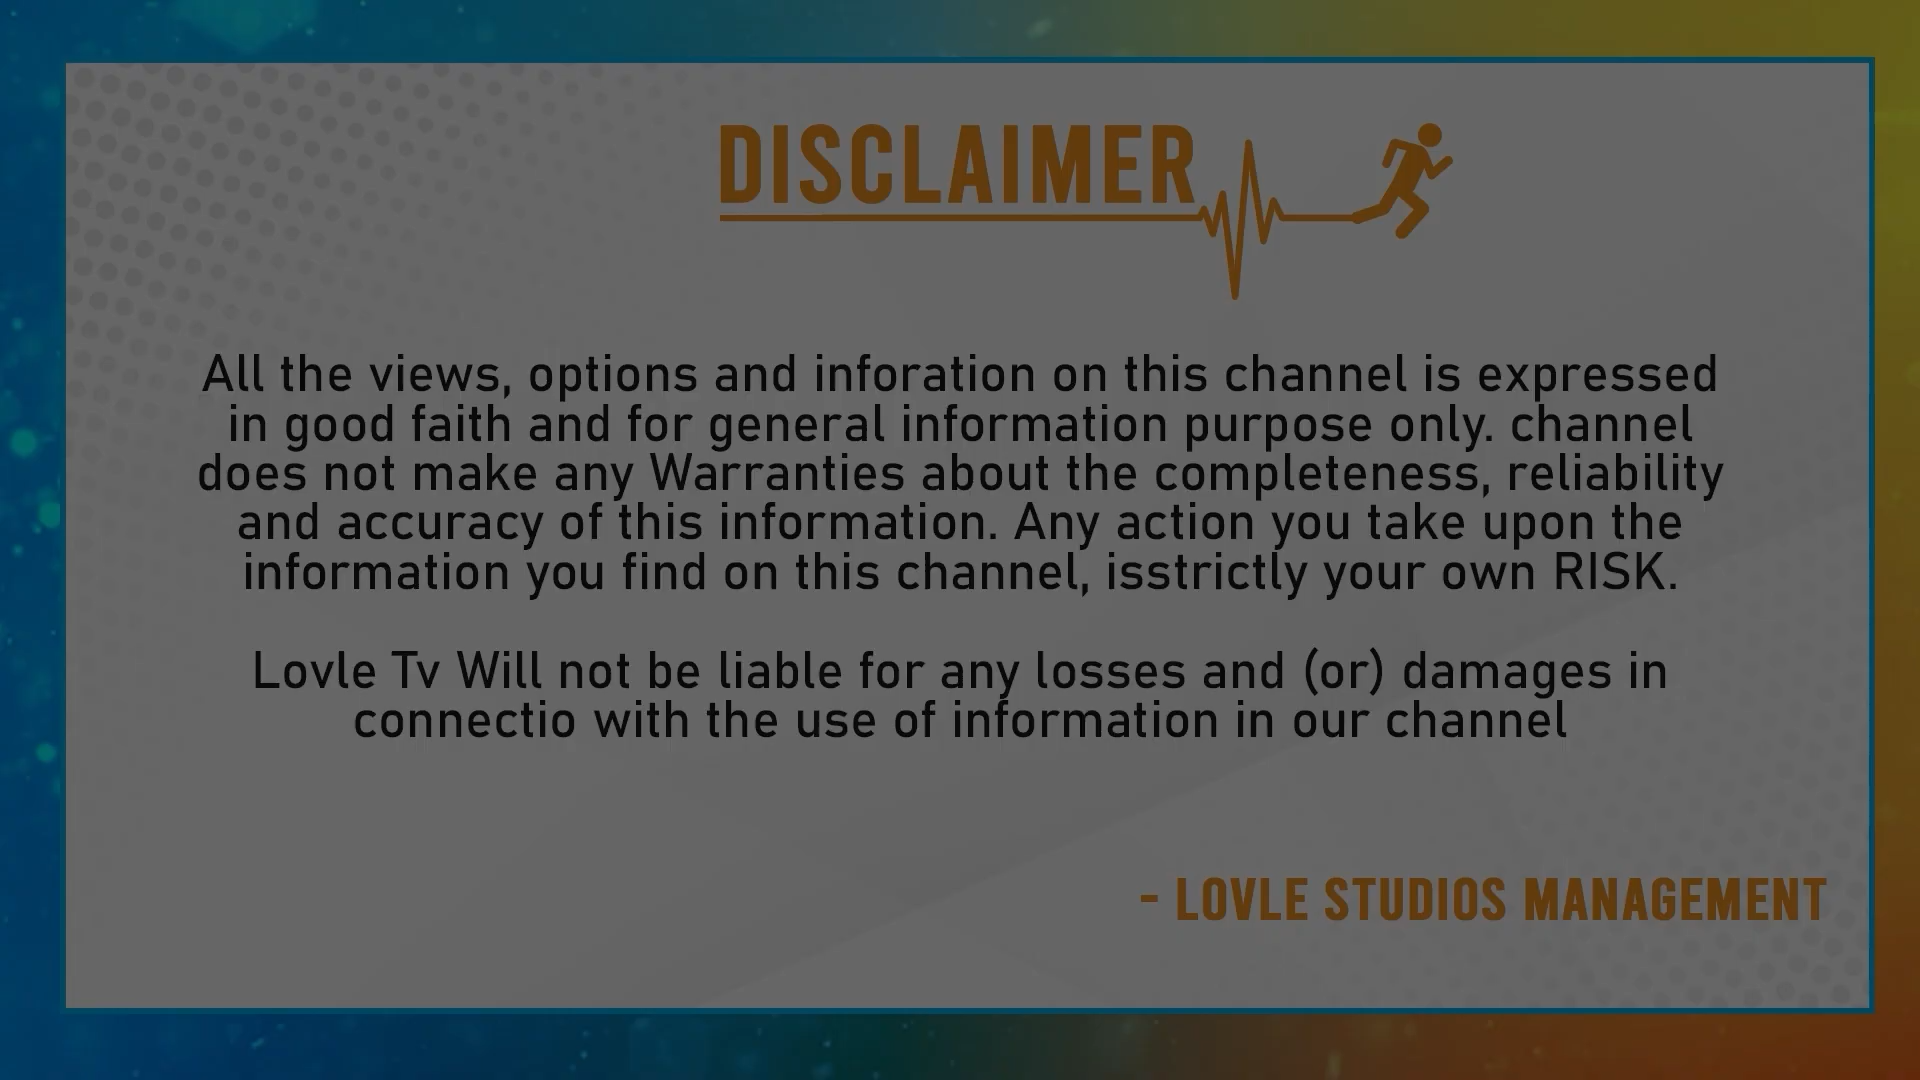 DISCLAIMER
All the views, options and inforation on this channel is expressed
in good faith and for general information purpose only. channel
does not make any Warranties about the completeness, reliability
and accuracy of this information. Any action you take upon the
information you find on this channel, isstrictly your own RISK.
Lovle Tv Will not be liable for any losses and (or) damages in
connectio with the use of information in our channel
- LOVLE STUDIOS MANAGEMENT